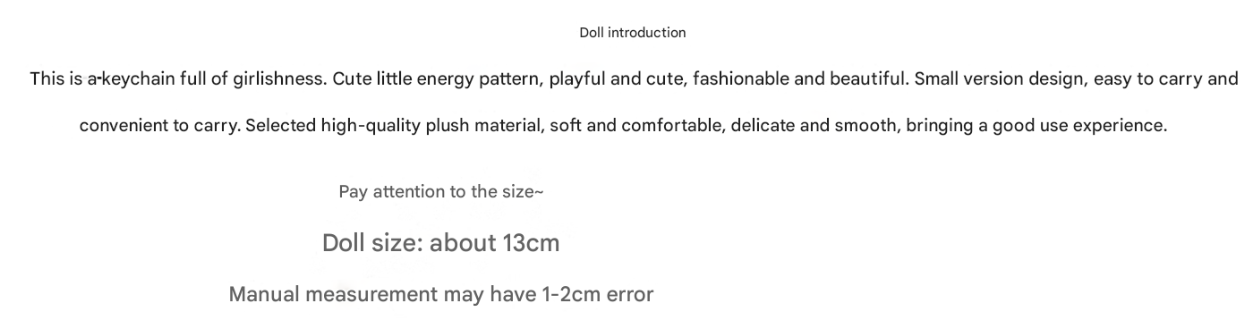 Doll introduction
This is a keychain full of girlishness. Cute little energy pattern, playful and cute, fashionable and beautiful. Small version design, easy to carry and
convenient to carry. Selected high-quality plush material, soft and comfortable, delicate and smooth, bringing a good use experience.
Pay attention to the size~
Doll size: about 13cm
Manual measurement may have 1-2cm error